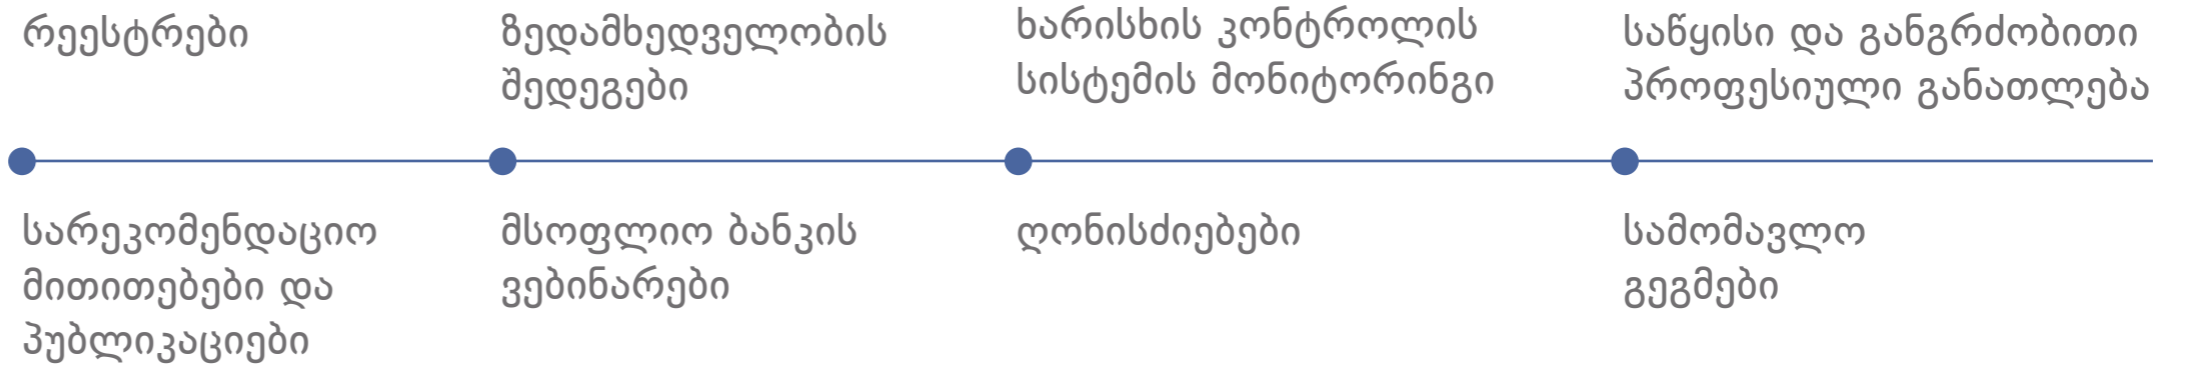 რეესტრები
ზედამხედველობის
შედეგები
ხარისხის კონტროლის
სისტემის მონიტორინგი
საწყისი და განგრძობითი
პროფესიული განათლება
სარეკომენდაციო
მითითებები და
პუბლიკაციები
მსოფლიო ბანკის
ვებინარები
ღონისძიებები
სამომავლო
გეგმები